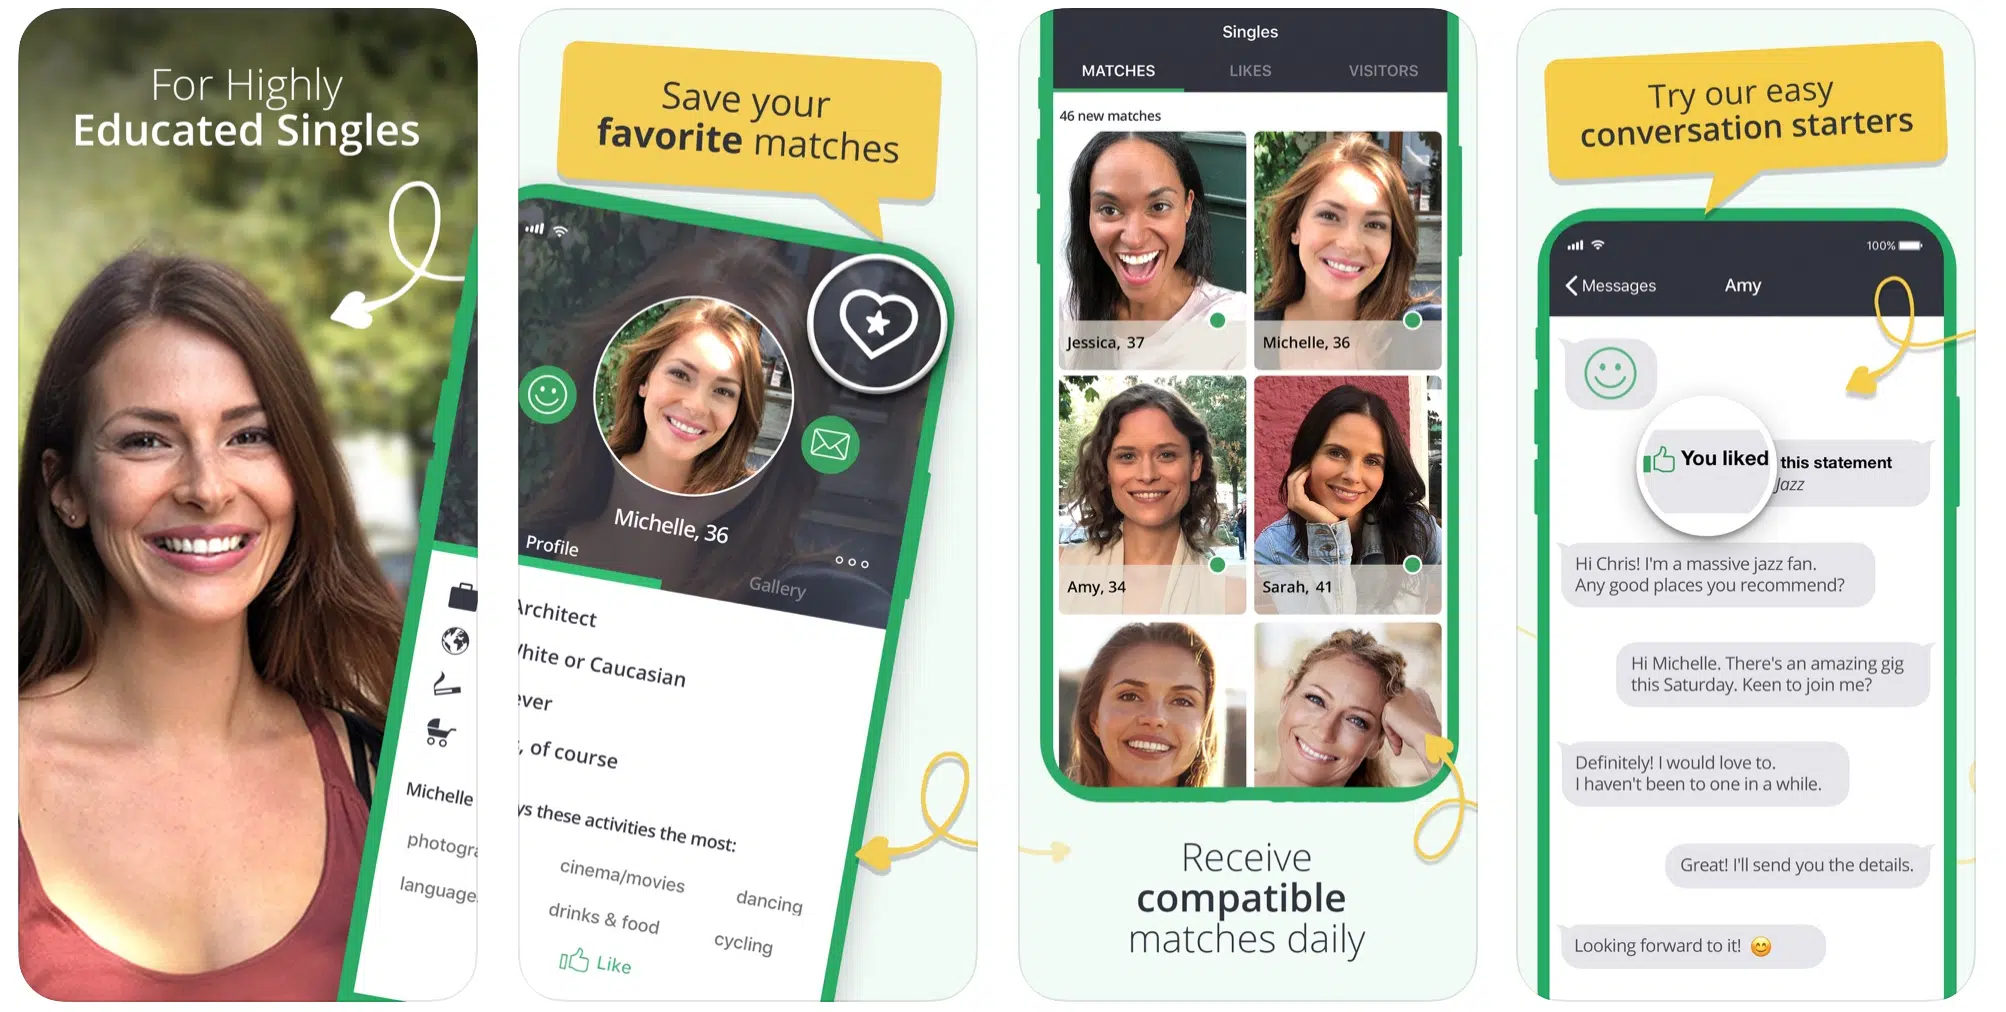 For Highly
Educated Singles
Michelle
Save your
favorite matches
Michelle, 36
Profile
Gallery
Architect
White or Caucasian
, of course
these activities the most:
cinema/movies
dancing
drinks & food
cycling
Like
Singles
MATCHES LIKES VISITORS
46 new matches
Jessica, 37
Michelle, 36
Amy, 34
Sarah, 41
Receive
compatible
matches daily
Try our easy
conversation starters
100%
Messages
Amy
You liked this statement
Jazz
Hi Chris! I'm a massive jazz fan.
Any good places you recommend?
Hi Michelle. There's an amazing gig
this Saturday. Keen to join me?
Definitely! I would love to.
I haven't been to one in a while.
Great! I'll send you the details.
Looking forward to it! 😊